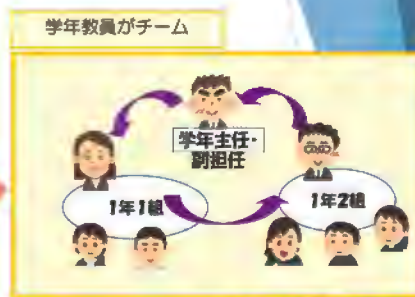 学年教員がチーム
学年主任・
副担任
1年1組
1年2組